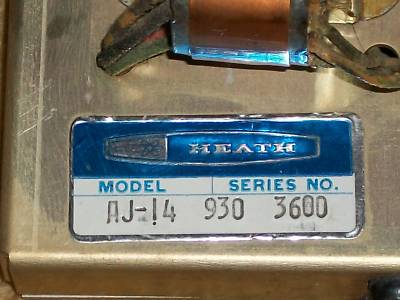 HEATH
MODEL SERIES NO.
AJ-14 930 3600